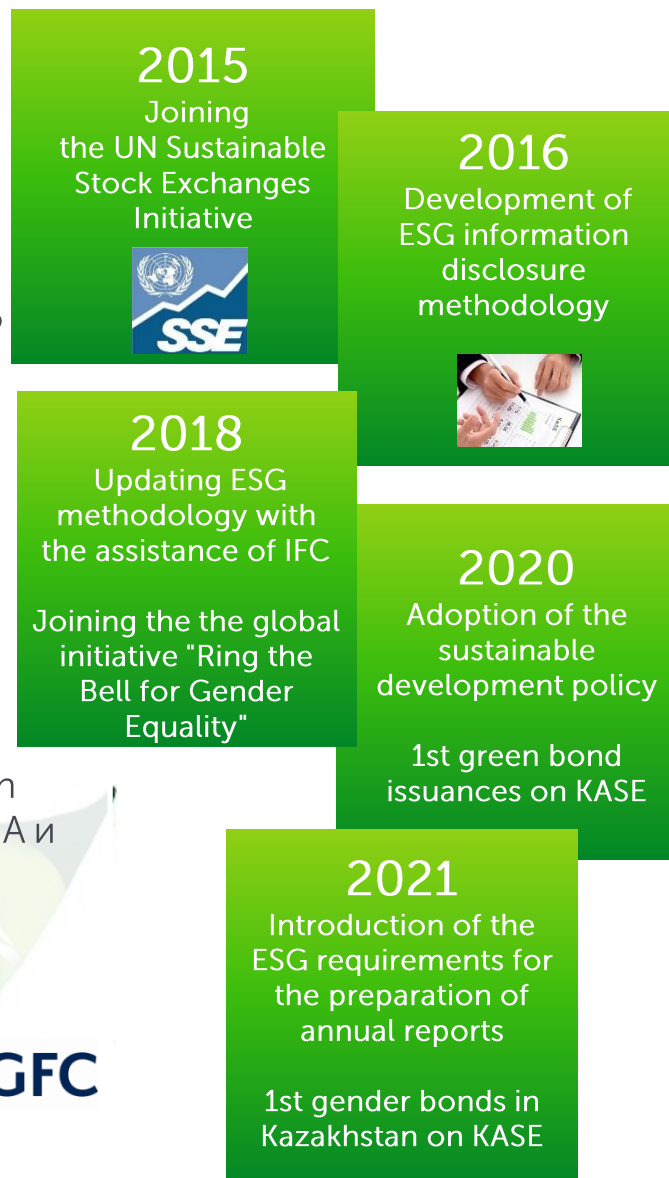 2015
Joining
the UN Sustainable
Stock Exchanges
Initiative
SSE
2016
Development of
ESG information
disclosure
methodology
KASE
2018
Updating ESG
methodology with
the assistance of IFC
Joining the the global
initiative "Ring the
Bell for Gender
Equality"
2020
Adoption of the
sustainable
development policy
1st green bond
issuances on KASE
А и
2021
Introduction of the
ESG requirements for
the preparation of
annual reports
GFC
1st gender bonds in
Kazakhstan on KASE